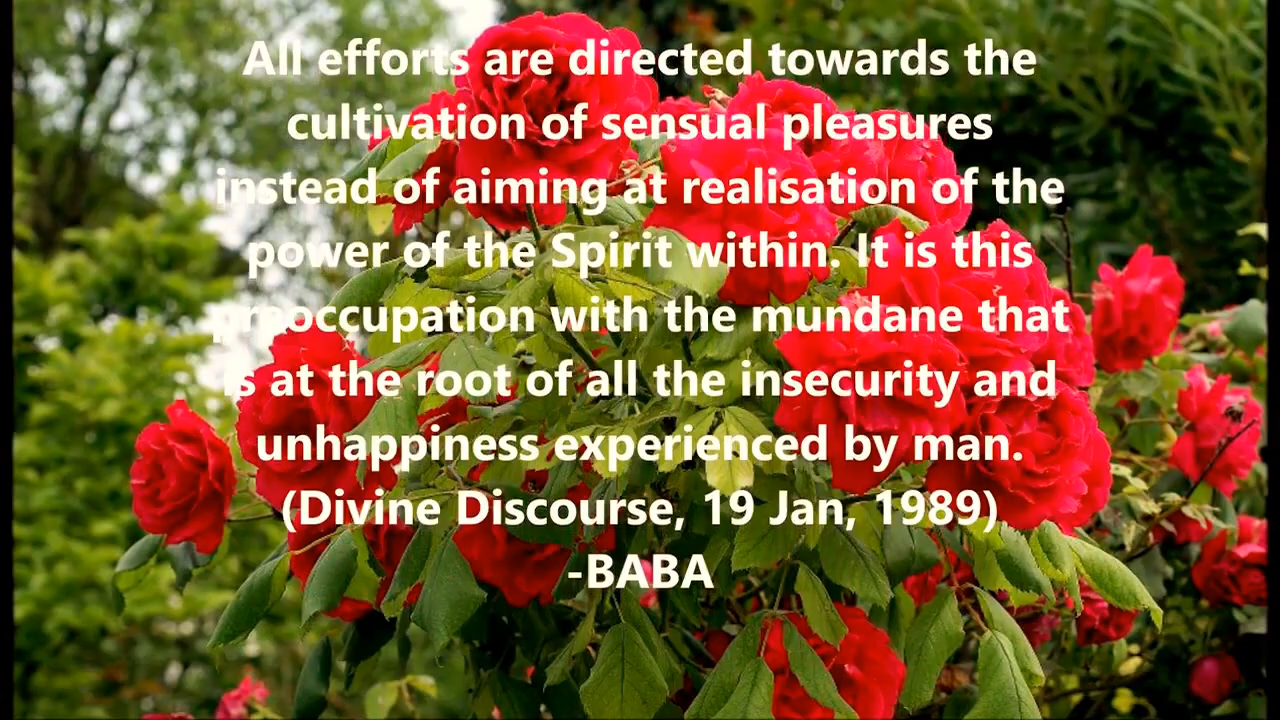 All efforts are directed towards the
cultivation of sensual pleasures
instead of aiming at realisation of the
power of the Spirit within. It is this
preoccupation with the mundane that
is at the root of all the insecurity and
unhappiness experienced by man.
(Divine Discourse, 19 Jan, 1989)
-BABA